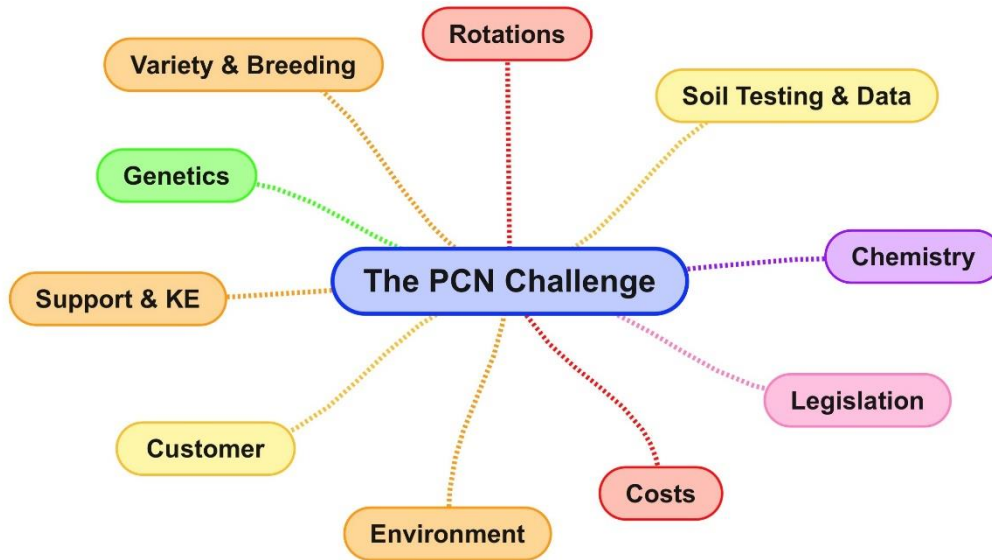 Rotations
Variety & Breeding
Soil Testing & Data
Genetics
Chemistry
The PCN Challenge
Support & KE
Legislation
Customer
Costs
Environment